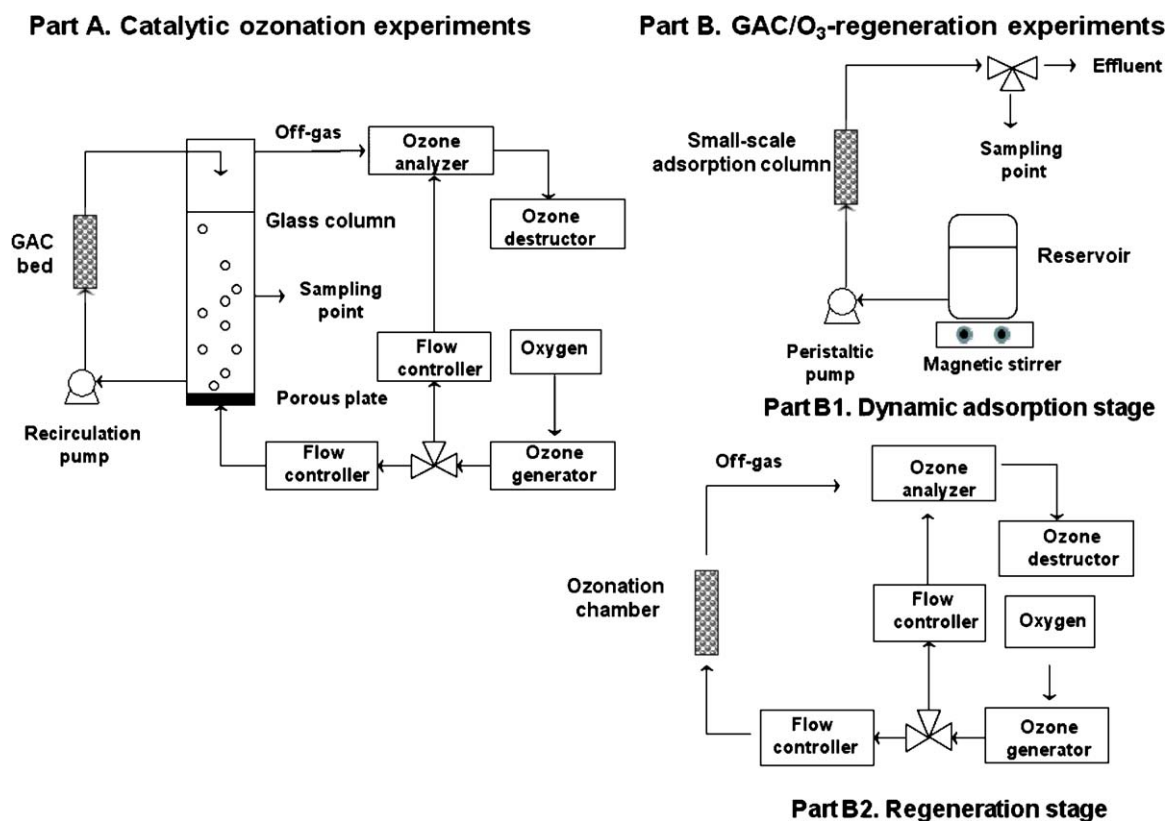 Part A. Catalytic ozonation experiments
Off-gas
Ozone
analyzer
Glass column
Ozone
destructor
GAC
bed
Sampling
point
Flow
controller
Oxygen
Porous plate
Recirculation
pump
Flow
controller
Ozone
generator
Part B. GAC/O₃-regeneration experiments
Effluent
Sampling
point
Small-scale
adsorption column
Reservoir
Peristaltic
pump
Magnetic stirrer
Part B1. Dynamic adsorption stage
Off-gas
Ozone
analyzer
Ozone
destructor
Ozonation
chamber
Flow
controller
Oxygen
Flow
controller
Ozone
generator
Part B2. Regeneration stage